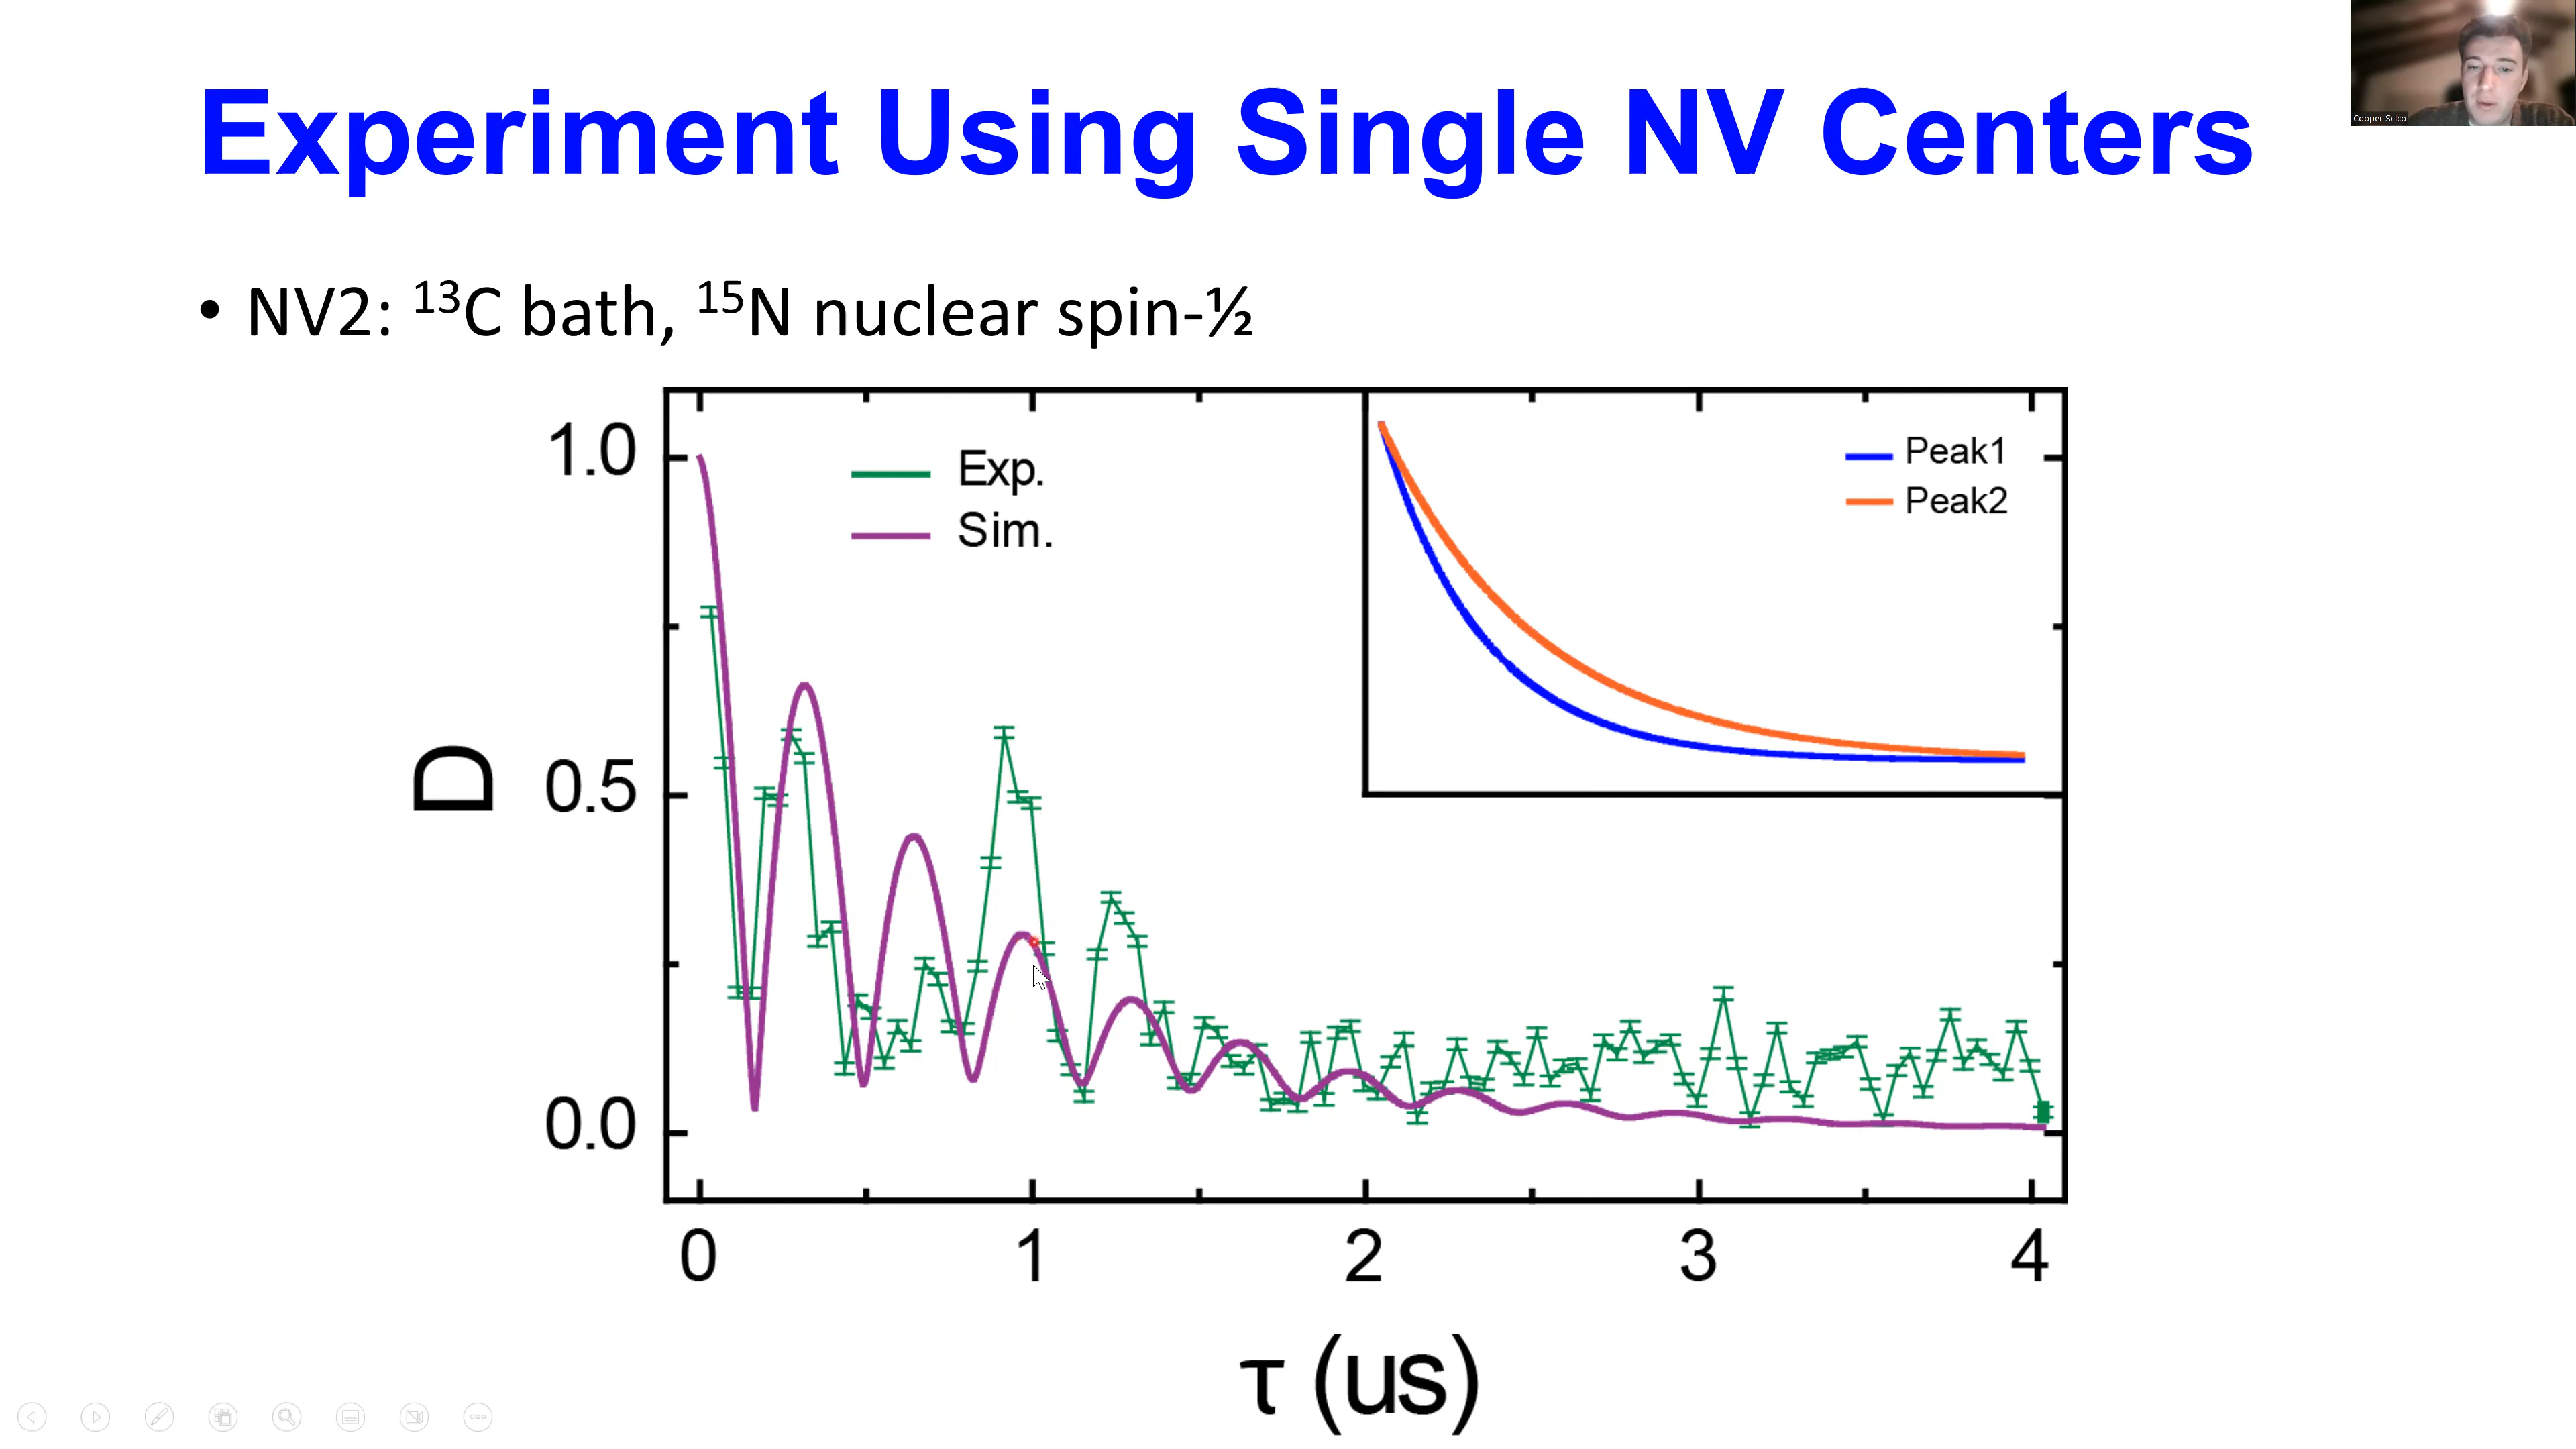 Experiment Using Single NV Centers
Cooper Selco
• NV2: ¹³C bath, ¹⁵N nuclear spin-½
1.0
Exp.
Sim.
Peak1
Peak2
D
0.5
0.0
0 1 2 3 4
τ (us)